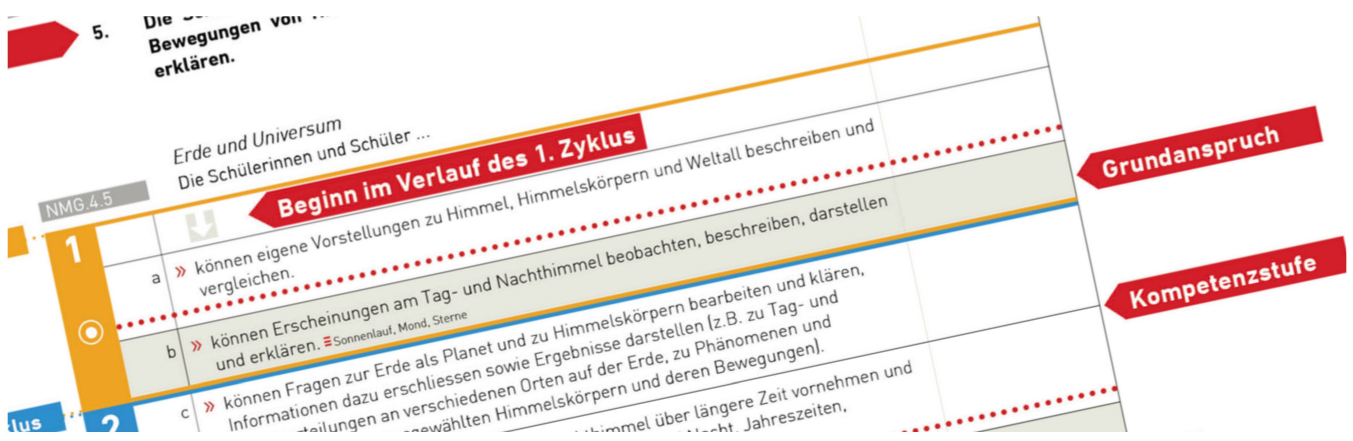 5. Die
Bewegungen von
erklären.
Erde und Universum
Die Schülerinnen und Schüler ...
Beginn im Verlauf des 1. Zyklus
NMG.4.5
1
a » können eigene Vorstellungen zu Himmel, Himmelskörpern und Weltall beschreiben und
vergleichen.
Grundanspruch
b » können Erscheinungen am Tag- und Nachthimmel beobachten, beschreiben, darstellen
und erklären. Sonnenlauf, Mond, Sterne
Kompetenzstufe
2
c » können Fragen zur Erde als Planet und zu Himmelskörpern bearbeiten und klären,
Informationen dazu erschliessen sowie Ergebnisse darstellen (z.B. zu Tag- und
an verschiedenen Orten auf der Erde, zu Phänomenen und
Himmelskörpern und deren Bewegungen).
über längere Zeit vornehmen und
Nacht, Jahreszeiten,